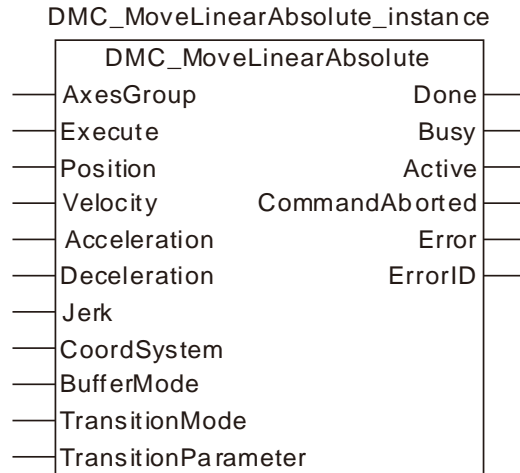 DMC_MoveLinearAbsolute_instance
DMC_MoveLinearAbsolute
AxesGroup Done
Execute Busy
Position Active
Velocity CommandAborted
Acceleration Error
Deceleration ErrorID
Jerk
CoordSystem
BufferMode
TransitionMode
TransitionParameter